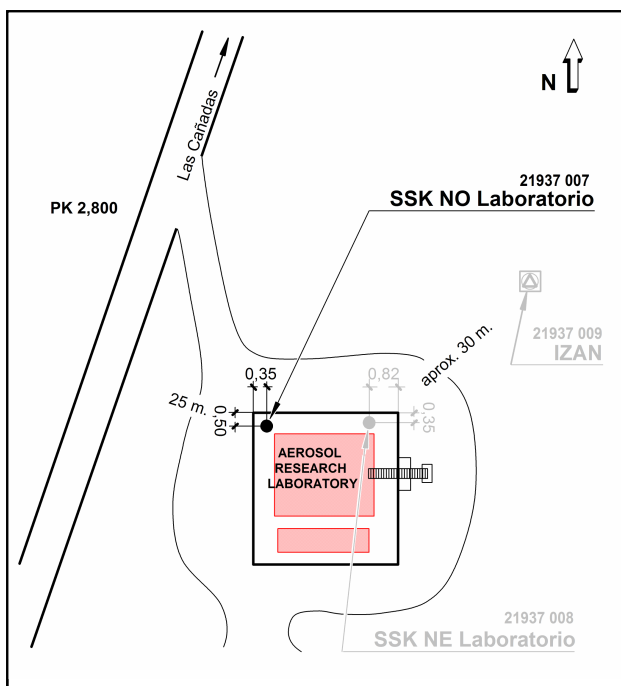 N
Las Cañadas
PK 2,800
21937 007
SSK NO Laboratorio
21937 009
IZAN
aprox. 30 m.
0,35
0,82
25 m.
0,50
0,35
AEROSOL
RESEARCH
LABORATORY
21937 008
SSK NE Laboratorio